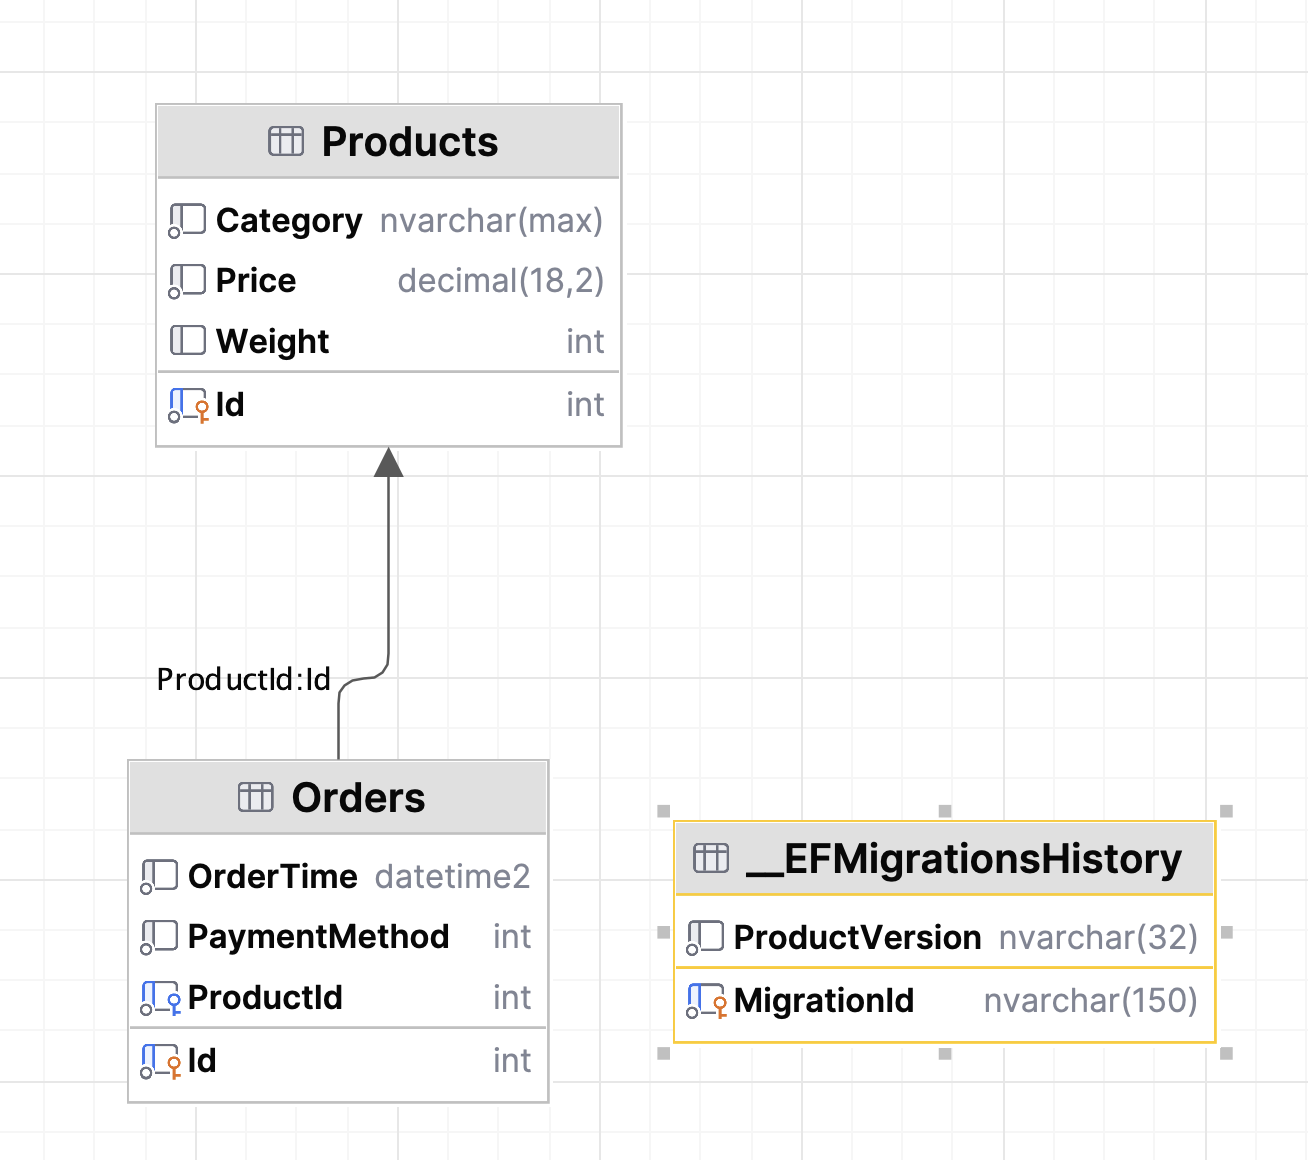 Products
Category nvarchar(max)
Price decimal(18,2)
Weight int
Id int
ProductId:Id
Orders
OrderTime datetime2
PaymentMethod int
ProductId int
Id int
__EFMigrationsHistory
ProductVersion nvarchar(32)
MigrationId nvarchar(150)